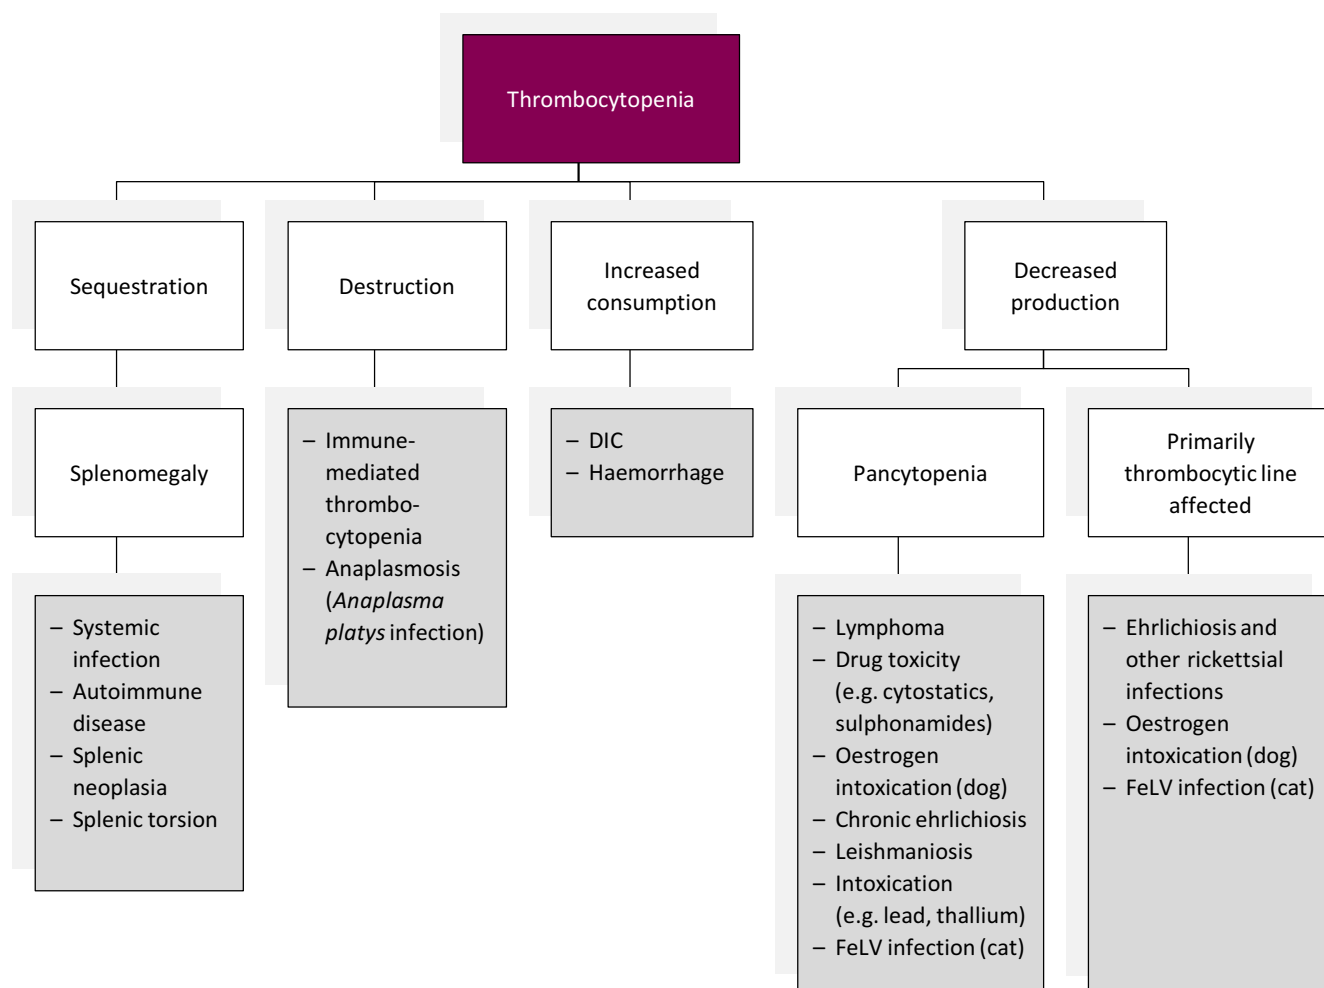 Thrombocytopenia
Sequestration
Destruction
Increased
consumption
Decreased
production
Splenomegaly
– Immune-
mediated
thrombo-
cytopenia
– Anaplasmosis
(Anaplasma
platys infection)
– DIC
– Haemorrhage
Pancytopenia
Primarily
thrombocytic line
affected
– Systemic
infection
– Autoimmune
disease
– Splenic
neoplasia
– Splenic torsion
– Lymphoma
– Drug toxicity
(e.g. cytostatics,
sulphonamides)
– Oestrogen
intoxication (dog)
– Chronic ehrlichiosis
– Leishmaniosis
– Intoxication
(e.g. lead, thallium)
– FeLV infection (cat)
– Ehrlichiosis and
other rickettsial
infections
– Oestrogen
intoxication (dog)
– FeLV infection (cat)